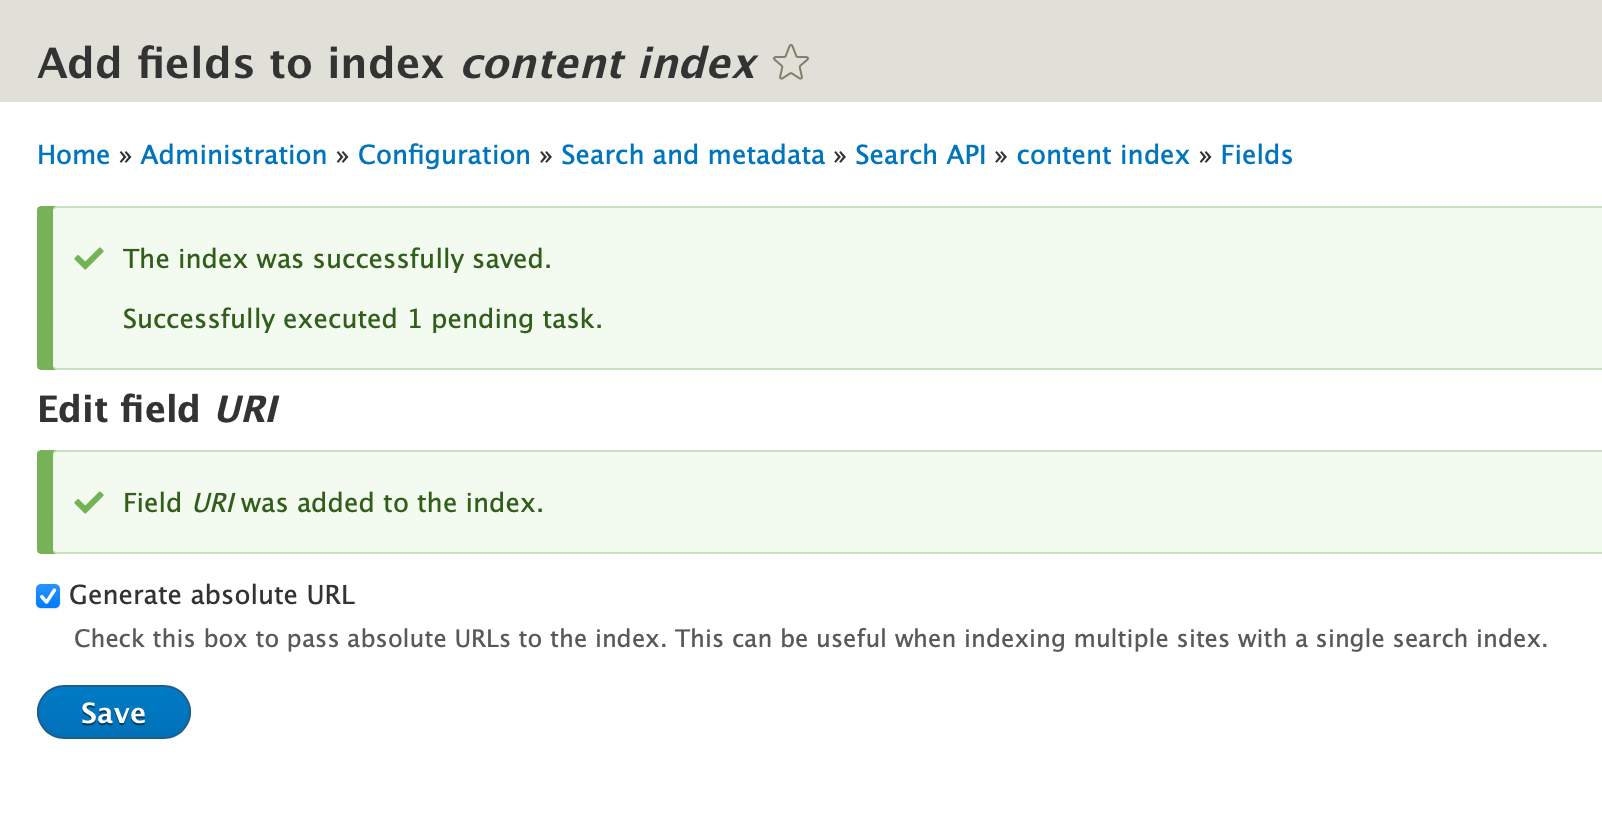 Add fields to index content index
Home » Administration » Configuration » Search and metadata » Search API » content index » Fields
The index was successfully saved.
Successfully executed 1 pending task.
Edit field URI
Field URI was added to the index.
Generate absolute URL
Check this box to pass absolute URLs to the index. This can be useful when indexing multiple sites with a single search index.
Save